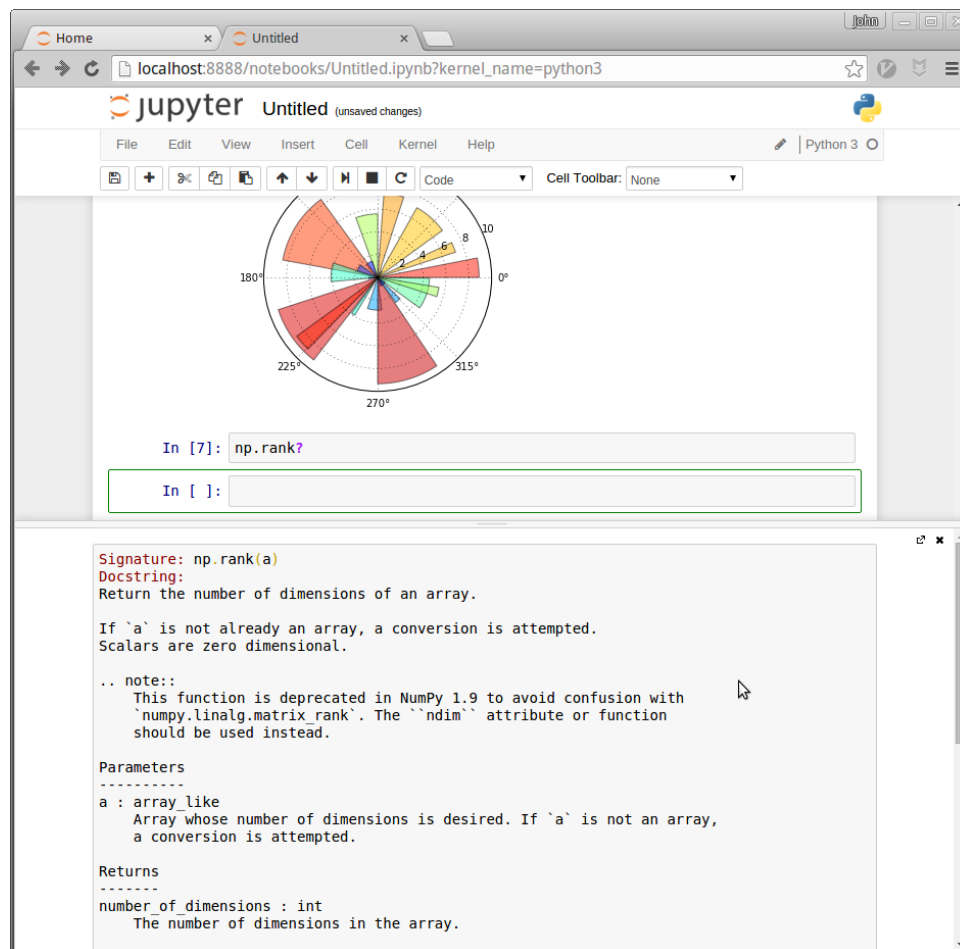 John
Home
Untitled
localhost:8888/notebooks/Untitled.ipynb?kernel_name=python3
jupyter Untitled (unsaved changes)
File Edit View Insert Cell Kernel Help Python 3
Code Cell Toolbar: None
10
8
6
4
2
180° 0°
225° 315°
270°
In [7]: np.rank?
In [ ]:
Signature: np.rank(a)
Docstring:
Return the number of dimensions of an array.
If `a` is not already an array, a conversion is attempted.
Scalars are zero dimensional.
.. note::
This function is deprecated in NumPy 1.9 to avoid confusion with
`numpy.linalg.matrix_rank`. The ``ndim`` attribute or function
should be used instead.
Parameters
----------
a : array_like
Array whose number of dimensions is desired. If `a` is not an array,
a conversion is attempted.
Returns
-------
number_of_dimensions : int
The number of dimensions in the array.